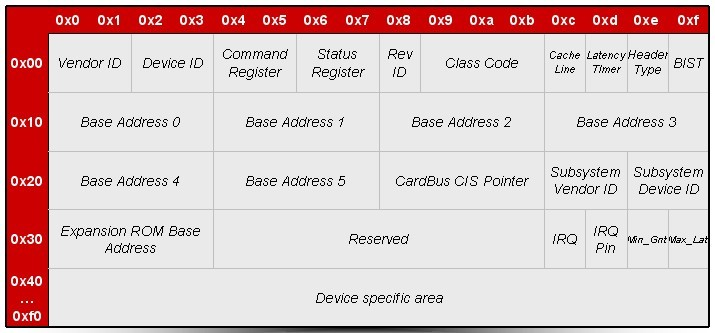 0x0 0x1 0x2 0x3 0x4 0x5 0x6 0x7 0x8 0x9 0xa 0xb 0xc 0xd 0xe 0xf
0x00
Vendor ID
Device ID
Command
Register
Status
Register
Rev
ID
Class Code
Cache
Line
Latency
TImer
Header
Type
BIST
0x10
Base Address 0
Base Address 1
Base Address 2
Base Address 3
0x20
Base Address 4
Base Address 5
CardBus CIS Pointer
Subsystem
Vendor ID
Subsystem
Device ID
0x30
Expansion ROM Base
Address
Reserved
IRQ
IRQ
Pin
Min_Gnt
Max_Lat
0x40
...
0xf0
Device specific area